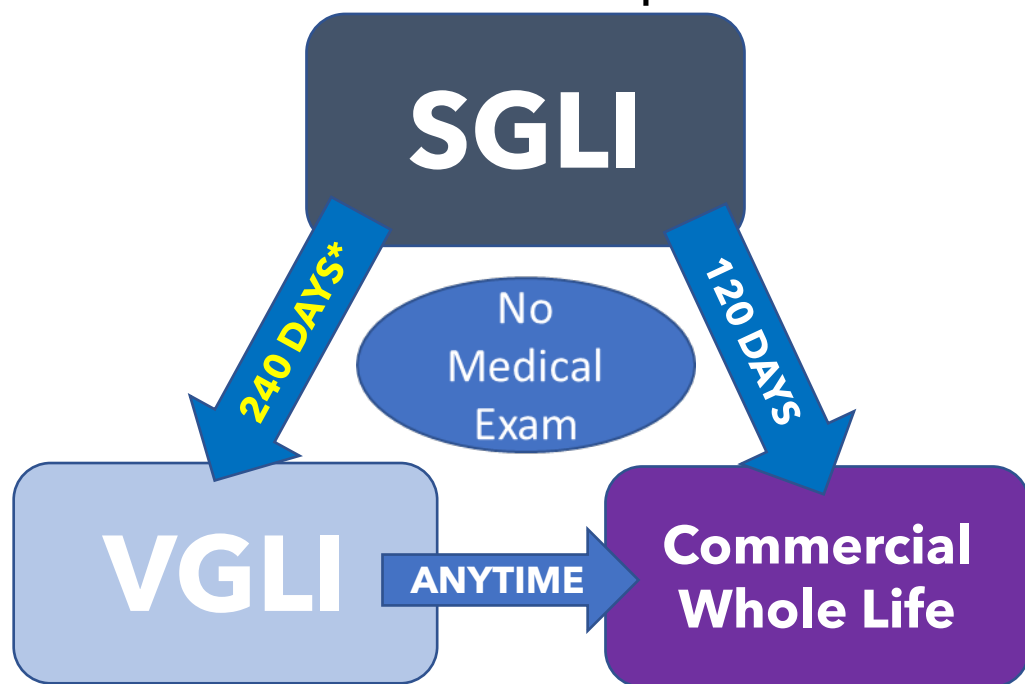 SGLI
240 DAYS*
120 DAYS
No
Medical
Exam
VGLI
ANYTIME
Commercial
Whole Life